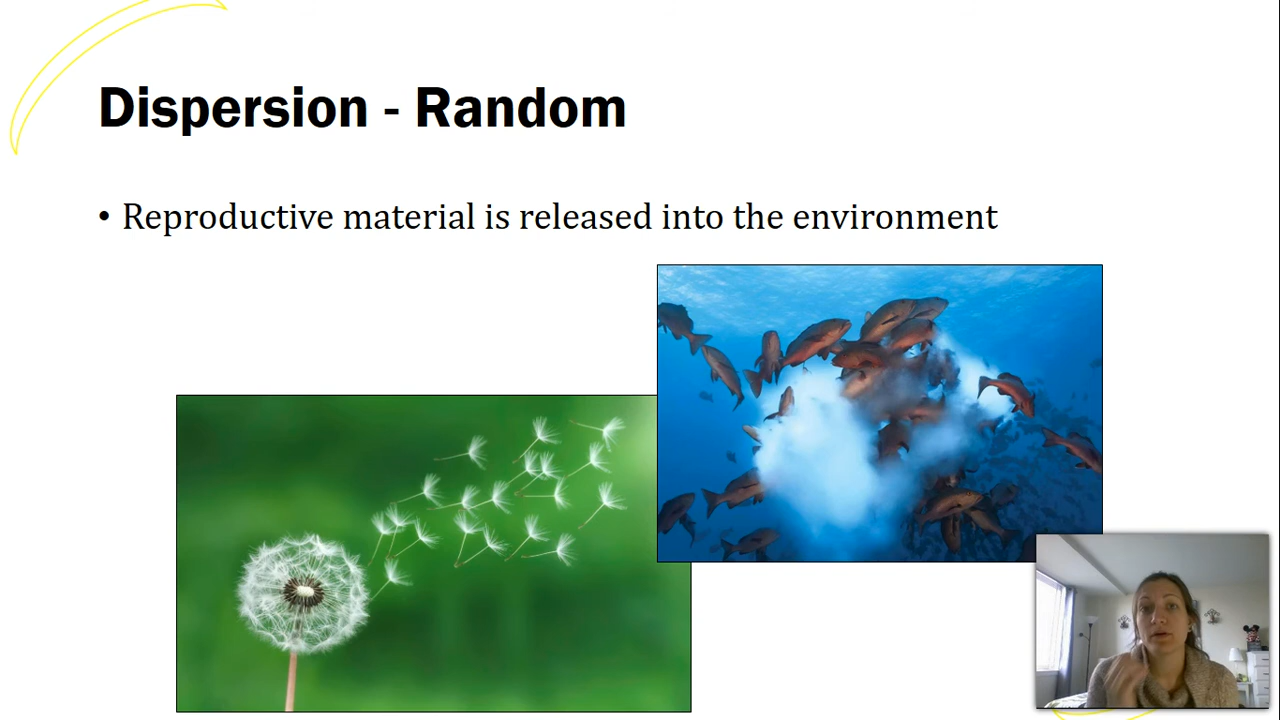 Dispersion - Random
• Reproductive material is released into the environment